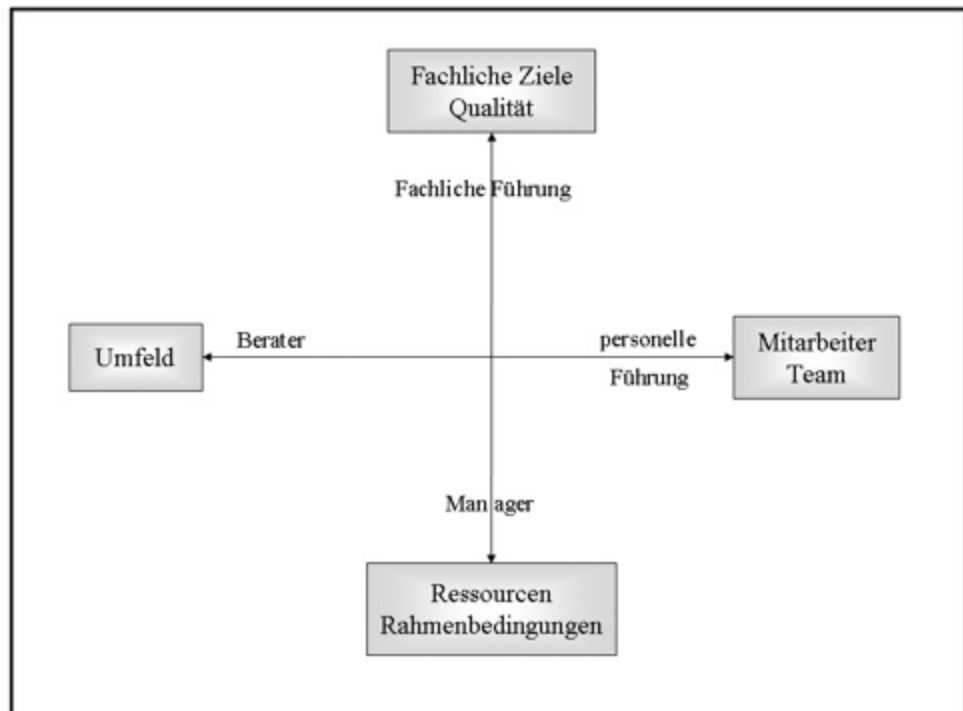 Fachliche Ziele
Qualität
Fachliche Führung
Umfeld
Berater
personelle
Führung
Mitarbeiter
Team
Manager
Ressourcen
Rahmenbedingungen